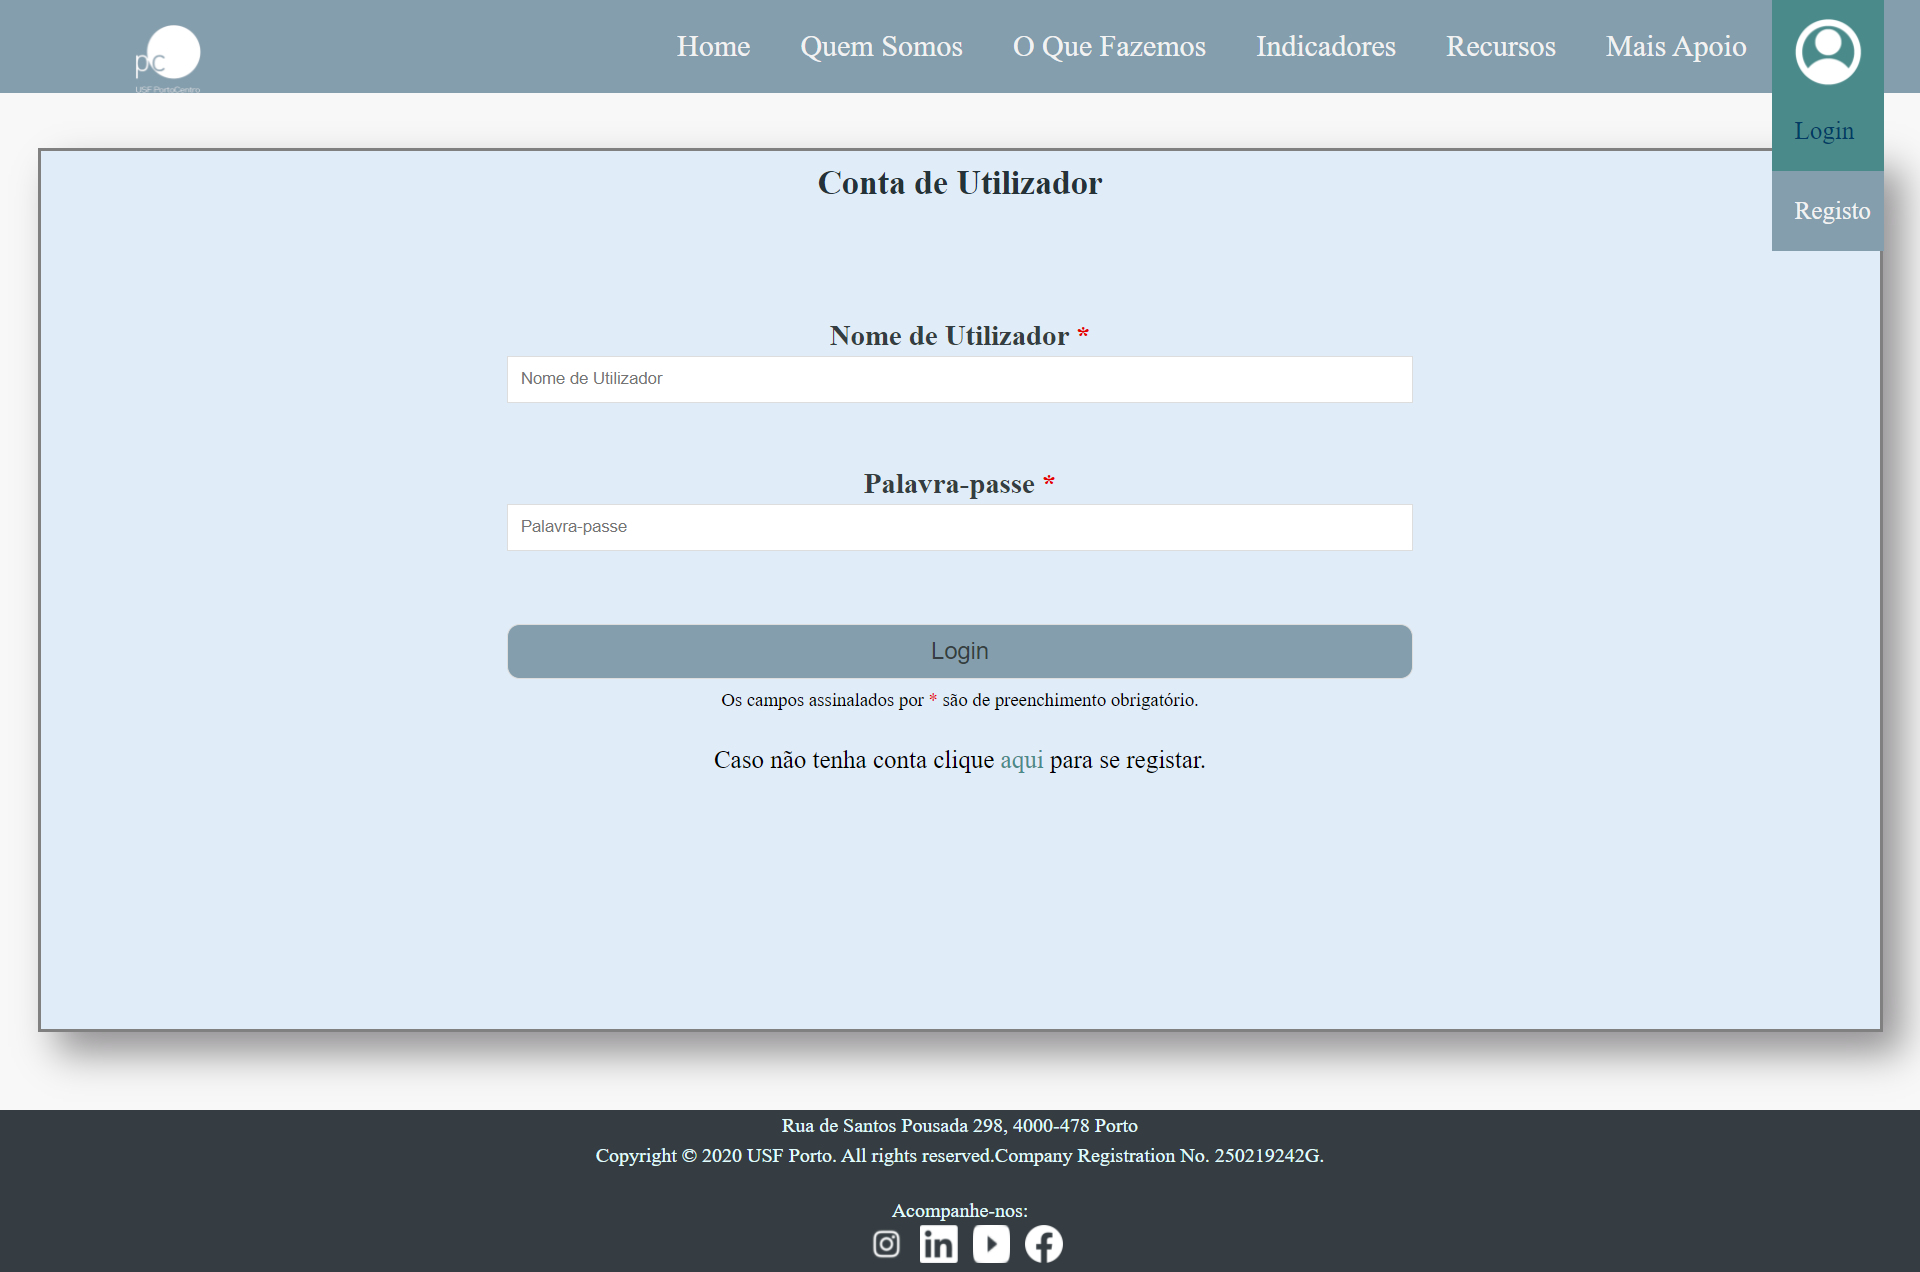 pc
USF PortoCentro
Home Quem Somos O Que Fazemos Indicadores Recursos Mais Apoio
Login
Registo
Conta de Utilizador
Nome de Utilizador *
Nome de Utilizador
Palavra-passe *
Palavra-passe
Login
Os campos assinalados por * são de preenchimento obrigatório.
Caso não tenha conta clique aqui para se registar.
Rua de Santos Pousada 298, 4000-478 Porto
Copyright © 2020 USF Porto. All rights reserved.Company Registration No. 250219242G.
Acompanhe-nos:
in